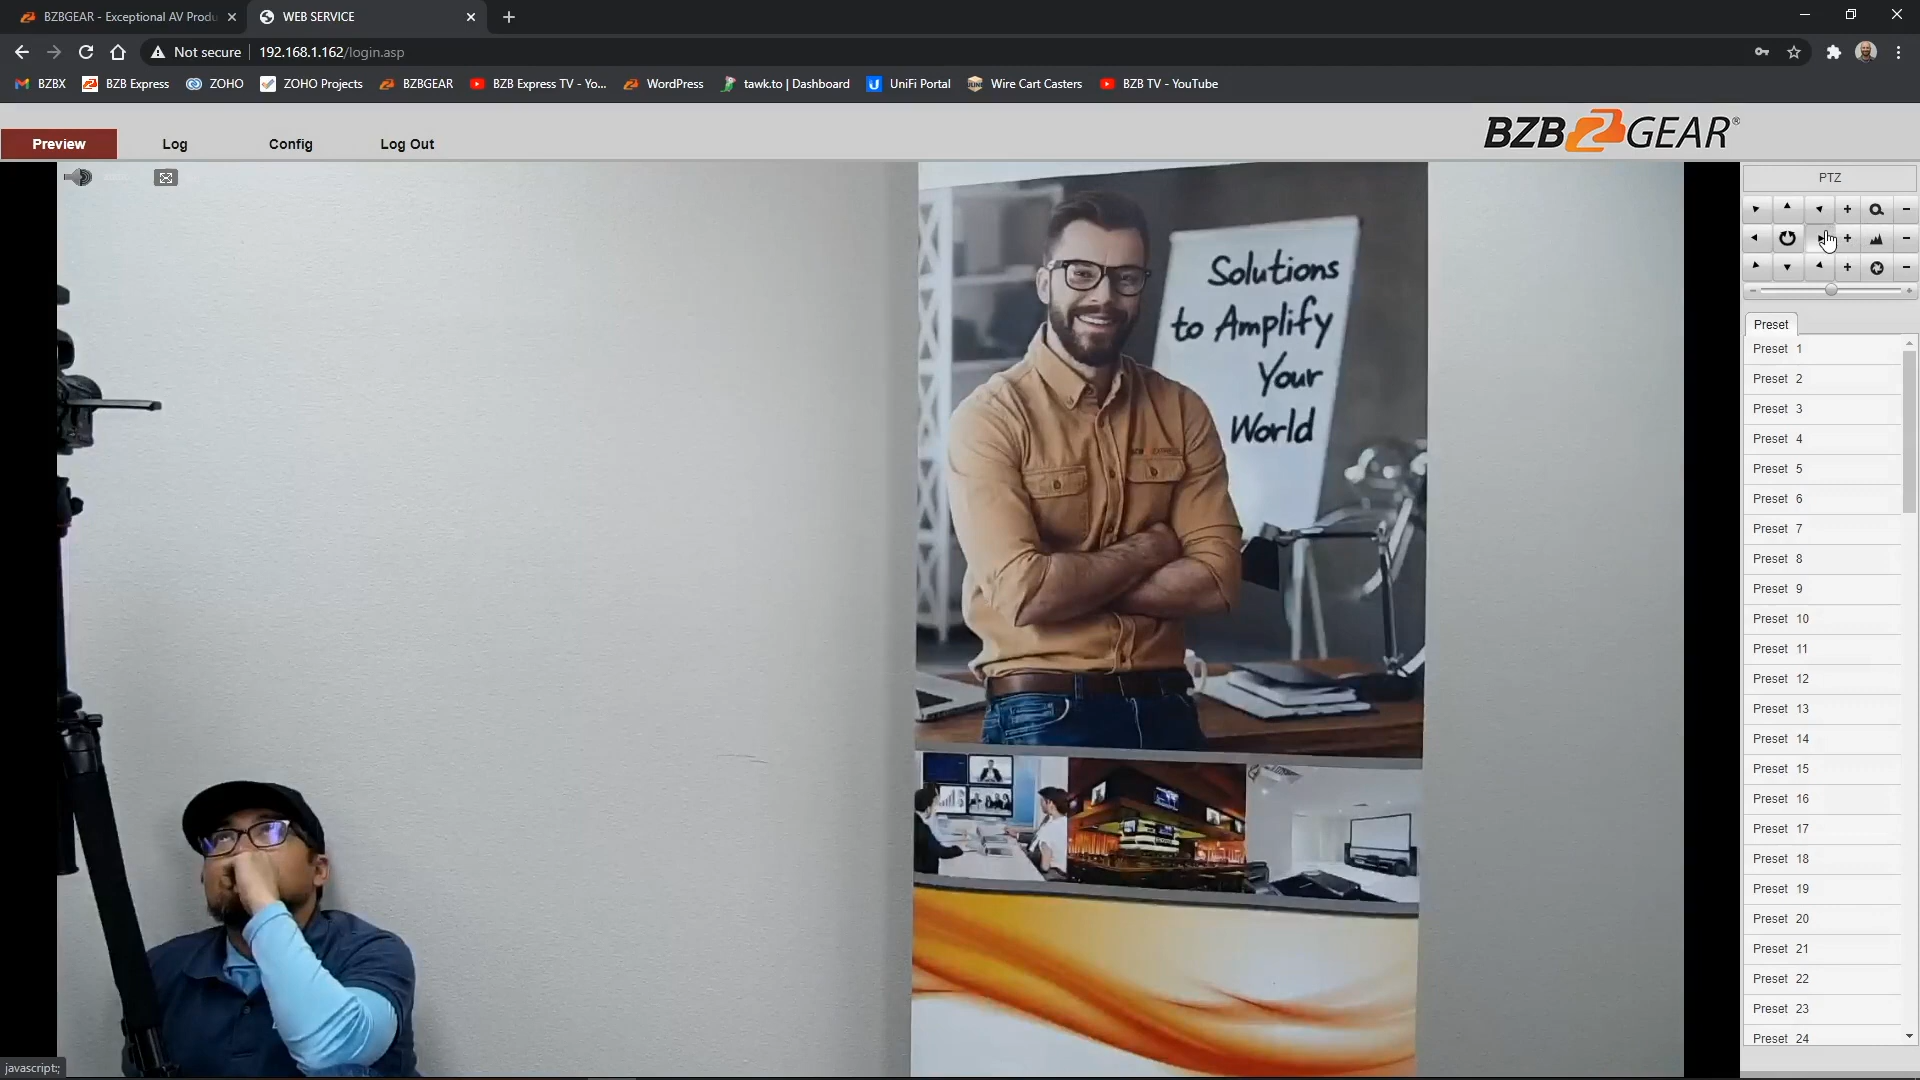 BZBGEAR - Exceptional AV Produ
WEB SERVICE
Not secure
192.168.1.162/login.asp
BZBX
BZB Express
ZOHO
ZOHO Projects
BZBGEAR
BZB Express TV - Yo...
WordPress
tawk.to | Dashboard
UniFi Portal
Wire Cart Casters
BZB TV - YouTube
Preview
Log
Config
Log Out
BZB GEAR®
PTZ
Solutions
to Amplify
Your
World
Preset
Preset 1
Preset 2
Preset 3
Preset 4
Preset 5
Preset 6
Preset 7
Preset 8
Preset 9
Preset 10
Preset 11
Preset 12
Preset 13
Preset 14
Preset 15
Preset 16
Preset 17
Preset 18
Preset 19
Preset 20
Preset 21
Preset 22
Preset 23
Preset 24
javascript:;